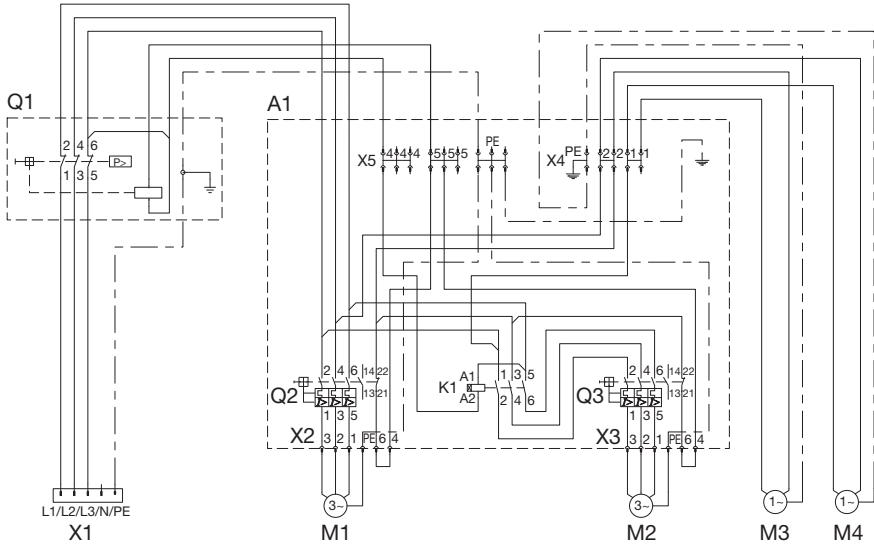 Q1
A1
2 4 6
P>
1 3 5
X5
4 4 4
5 5 5
PE
X4
PE
2 2 1 1
2 4 6 14 22
Q2
I> I> I>
13 21
1 3 5
X2
3 2 1 PE 6 4
K1
A1
A2
1 3 5
2 4 6
2 4 6 14 22
Q3
I> I> I>
13 21
1 3 5
X3
3 2 1 PE 6 4
L1/L2/L3/N/PE
X1
3~
M1
3~
M2
1~
M3
1~
M4